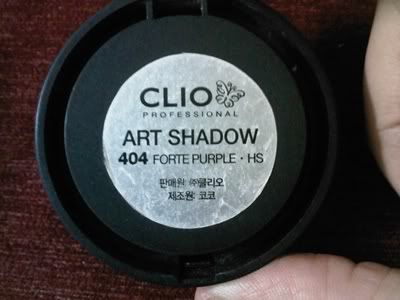 CLIO
PROFESSIONAL
ART SHADOW
404 FORTE PURPLE · HS
판매원: ㈜클리오
제조원: 코코